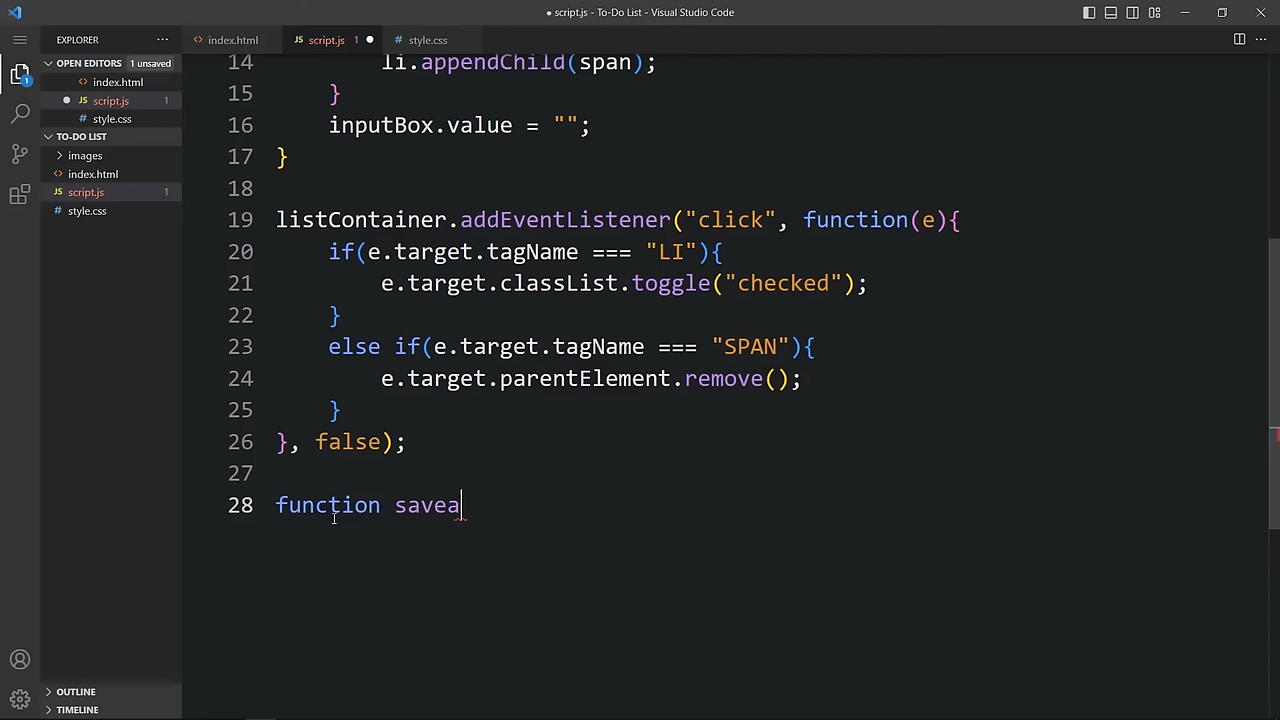 script.js - To-Do List - Visual Studio Code
EXPLORER
index.html
script.js 1
style.css
OPEN EDITORS 1 unsaved
index.html
script.js 1
style.css
TO-DO LIST
images
index.html
script.js 1
style.css
OUTLINE
TIMELINE
1
14 li.appendChild(span);
15 }
16 inputBox.value = "";
17 }
18
19 listContainer.addEventListener("click", function(e){
20 if(e.target.tagName === "LI"){
21 e.target.classList.toggle("checked");
22 }
23 else if(e.target.tagName === "SPAN"){
24 e.target.parentElement.remove();
25 }
26 }, false);
27
28 function savea